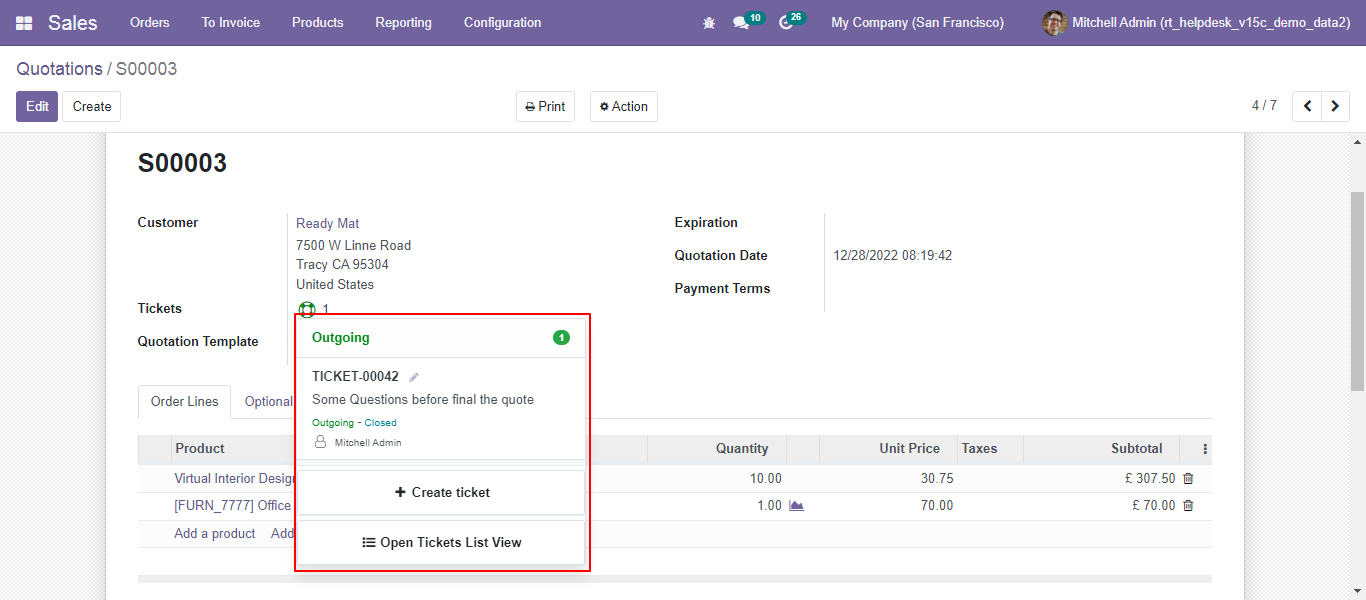 Sales Orders To Invoice Products Reporting Configuration 10 26 My Company (San Francisco) Mitchell Admin (rt_helpdesk_v15c_demo_data2)
Quotations / S00003
Edit Create Print Action 4 / 7
S00003
Customer Ready Mat Expiration
7500 W Linne Road
Quotation Date 12/28/2022 08:19:42
Tracy CA 95304
United States
Payment Terms
Tickets 1
Quotation Template
Outgoing 1
TICKET-00042
Some Questions before final the quote
Outgoing - Closed
Mitchell Admin
Create ticket
Open Tickets List View
Order Lines Optional
Product Quantity Unit Price Taxes Subtotal
Virtual Interior Design 10.00 30.75 £ 307.50
[FURN_7777] Office 1.00 70.00 £ 70.00
Add a product Add